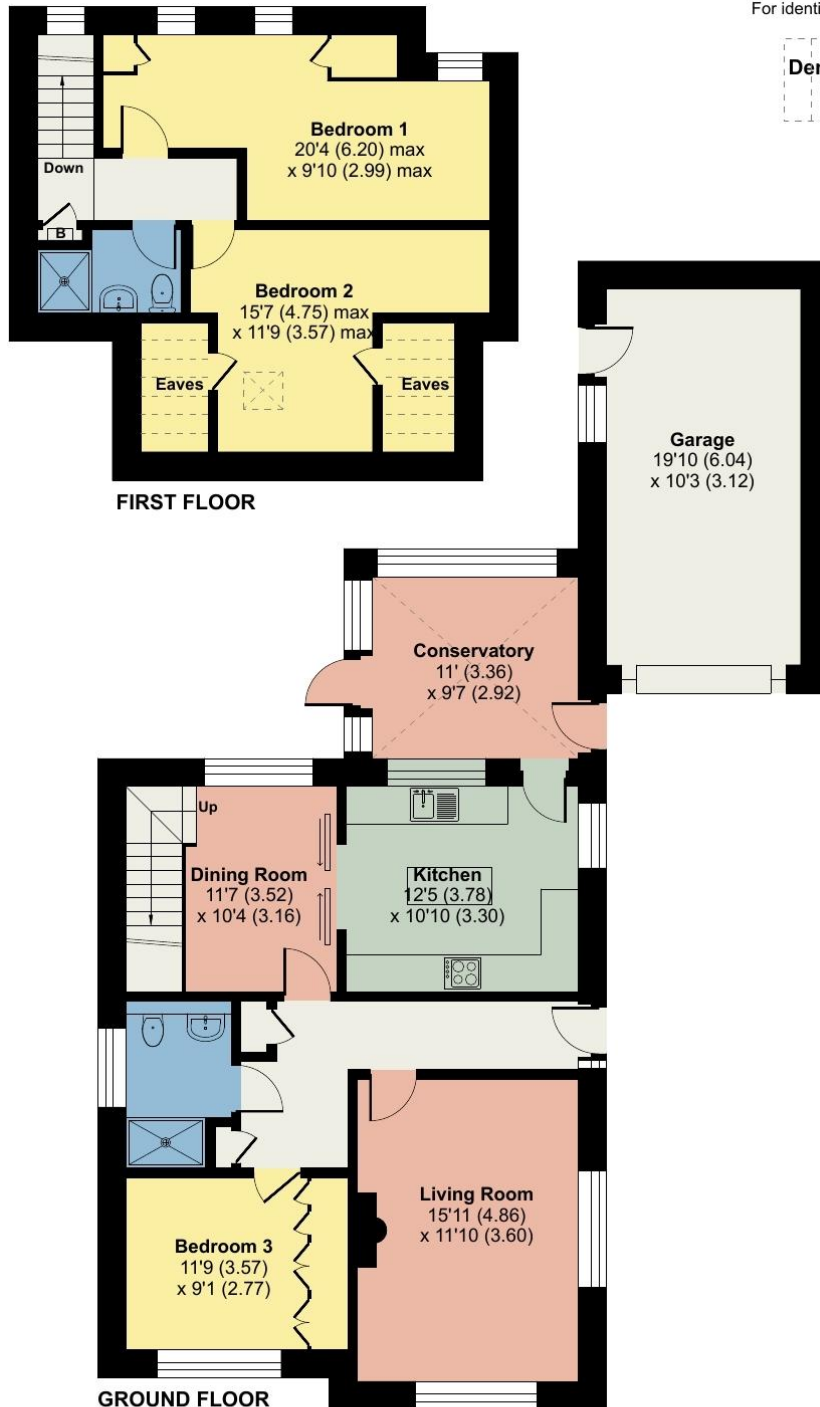 For identi
Der
Bedroom 1
20'4 (6.20) max
x 9'10 (2.99) max
Down
B
Bedroom 2
15'7 (4.75) max
x 11'9 (3.57) max
Eaves
Eaves
FIRST FLOOR
Garage
19'10 (6.04)
x 10'3 (3.12)
Conservatory
11' (3.36)
x 9'7 (2.92)
Up
Dining Room
11'7 (3.52)
x 10'4 (3.16)
Kitchen
12'5 (3.78)
x 10'10 (3.30)
Living Room
15'11 (4.86)
x 11'10 (3.60)
Bedroom 3
11'9 (3.57)
x 9'1 (2.77)
GROUND FLOOR